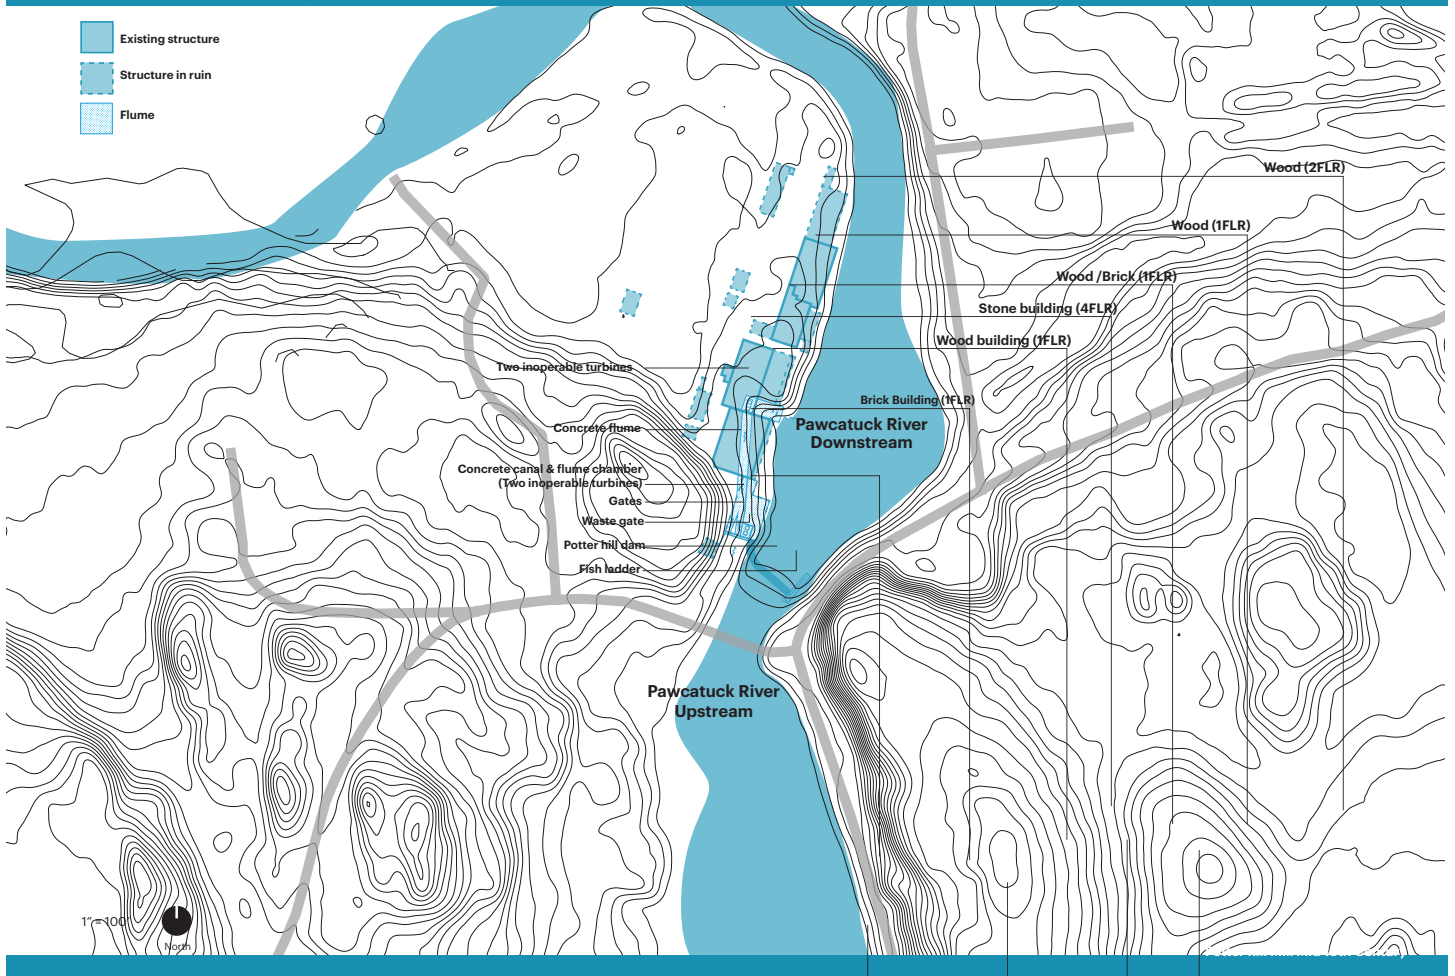 Existing structure
Structure in ruin
Flume
Wood (2FLR)
Wood (1FLR)
Wood /Brick (1FLR)
Stone building (4FLR)
Wood building (1FLR)
Two inoperable turbines
Brick Building (1FLR)
Pawcatuck River
Downstream
Concrete flume
Concrete canal & flume chamber
(Two inoperable turbines)
Gates
Waste gate
Potter hill dam
Fish ladder
Pawcatuck River
Upstream
1" = 100'
North